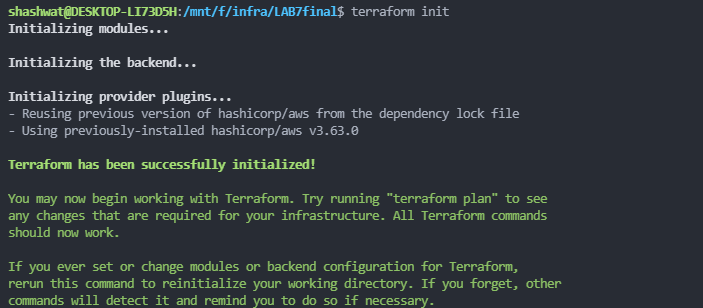 shashwat@DESKTOP-LI73D5H:/mnt/f/infra/LAB7final$ terraform init
Initializing modules...
Initializing the backend...
Initializing provider plugins...
- Reusing previous version of hashicorp/aws from the dependency lock file
- Using previously-installed hashicorp/aws v3.63.0
Terraform has been successfully initialized!
You may now begin working with Terraform. Try running "terraform plan" to see
any changes that are required for your infrastructure. All Terraform commands
should now work.
If you ever set or change modules or backend configuration for Terraform,
rerun this command to reinitialize your working directory. If you forget, other
commands will detect it and remind you to do so if necessary.